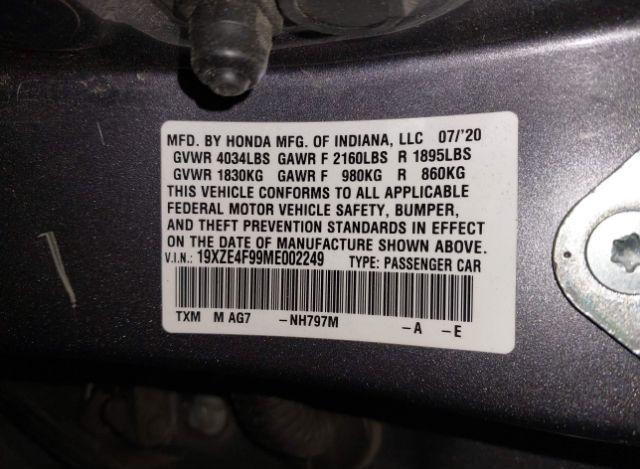 MFD. BY HONDA MFG. OF INDIANA, LLC 07/'20
GVWR 4034LBS GAWR F 2160LBS R 1895LBS
GVWR 1830KG GAWR F 980KG R 860KG
THIS VEHICLE CONFORMS TO ALL APPLICABLE
FEDERAL MOTOR VEHICLE SAFETY, BUMPER,
AND THEFT PREVENTION STANDARDS IN EFFECT
ON THE DATE OF MANUFACTURE SHOWN ABOVE.
V.I.N.: 19XZE4F99ME002249 TYPE: PASSENGER CAR
TXM M AG7 -NH797M -A -E